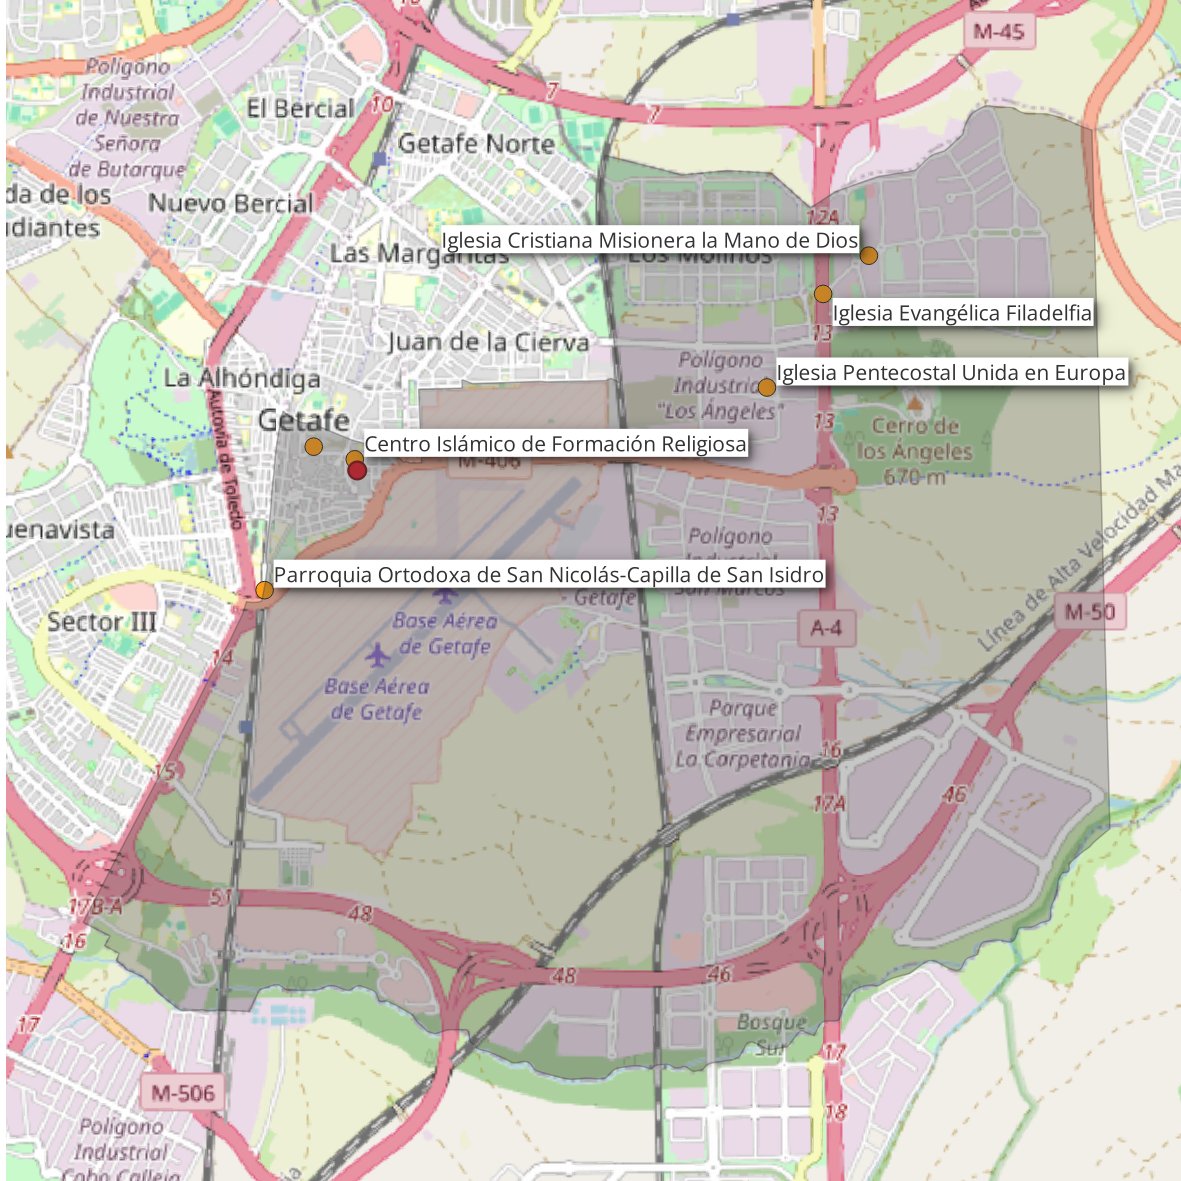 M-45
Polígono
Industrial
de Nuestra
Señora
de Butarque
El Bercial
10
7
7
Getafe Norte
da de los
udiantes
Nuevo Bercial
12A
Las Margaritas
Iglesia Cristiana Misionera la Mano de Dios
Los Molinos
Iglesia Evangélica Filadelfia
13
Juan de la Cierva
Polígono
Industrial
"Los Ángeles"
Iglesia Pentecostal Unida en Europa
La Alhóndiga
Autovía de Toledo
Getafe
13
Cerro de
los Ángeles
670 m
Centro Islámico de Formación Religiosa
M-406
13
uenavista
Polígono
Industrial
San Marcos
Línea de Alta Velocidad Ma
Parroquia Ortodoxa de San Nicolás-Capilla de San Isidro
- Getafe
Sector III
Base Aérea
de Getafe
A-4
M-50
14
Base Aérea
de Getafe
Parque
Empresarial
La Carpetania
16
15
17A
46
51
48
17B-A
16
48
46
17
Bosque
Sur
17
M-506
18
Polígono
Industrial
Cobo Calleja